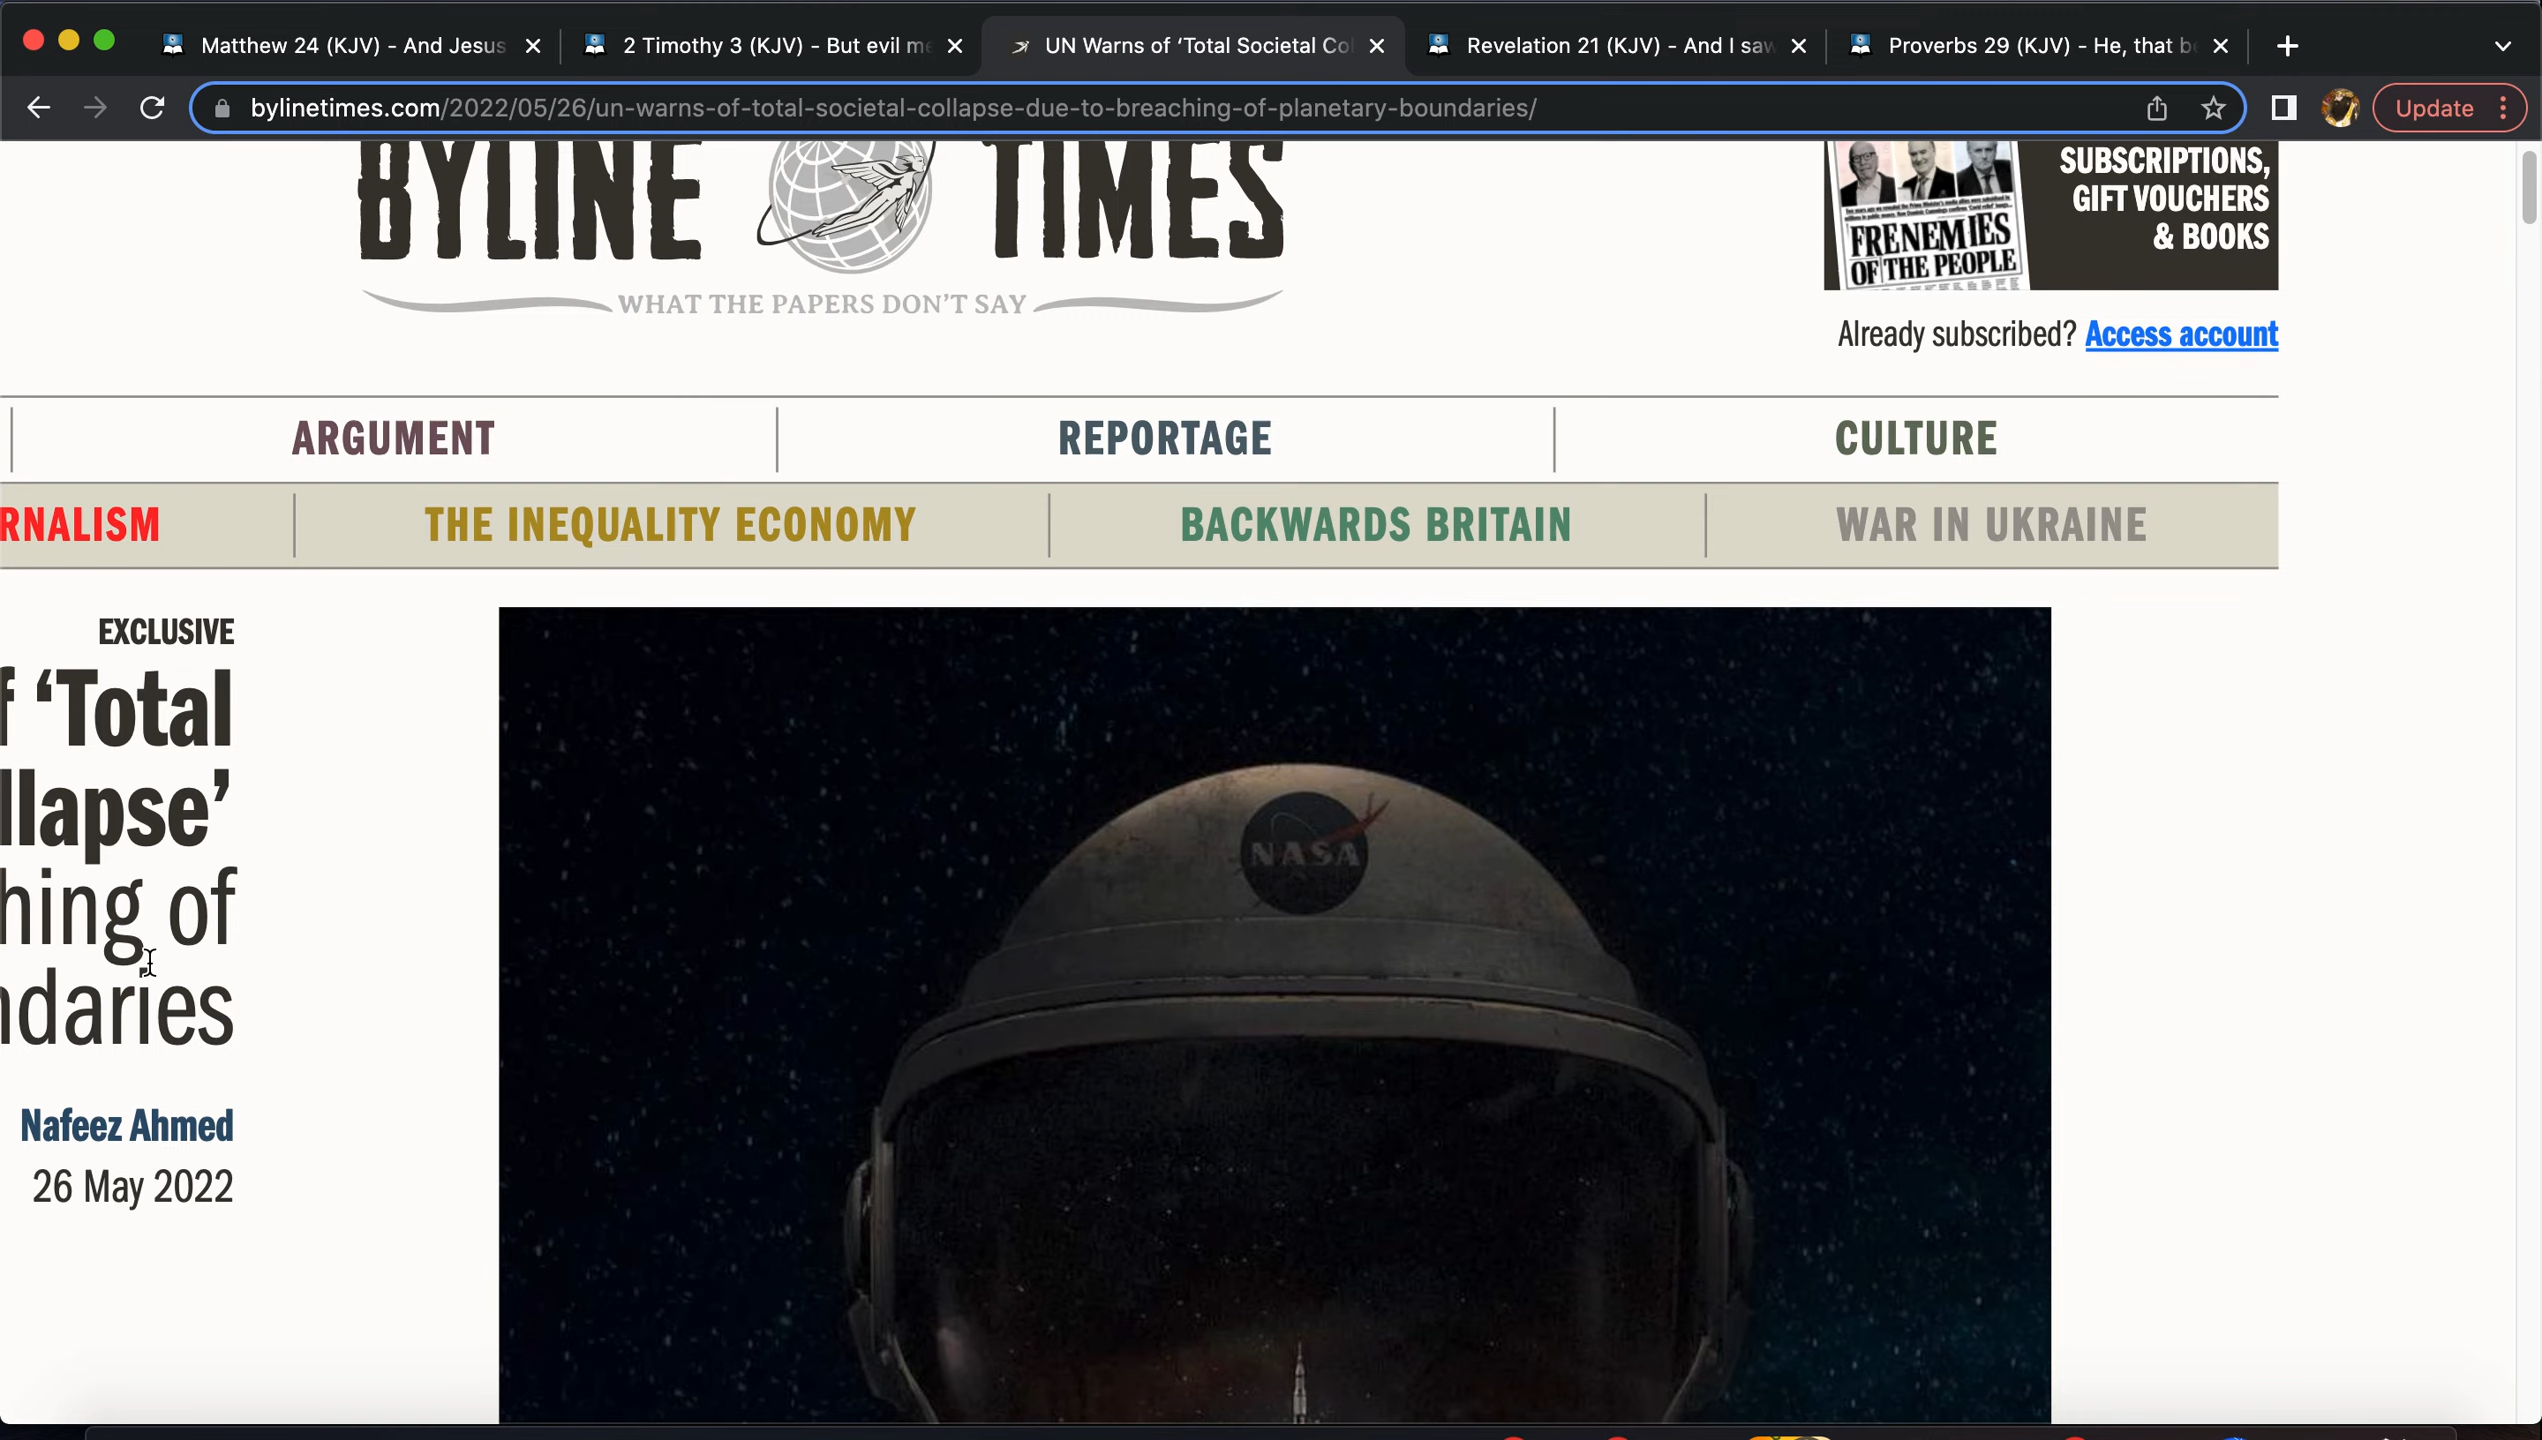 Matthew 24 (KJV) - And Jesus
2 Timothy 3 (KJV) - But evil me
UN Warns of ‘Total Societal Co
Revelation 21 (KJV) - And I saw
Proverbs 29 (KJV) - He, that be
bylinetimes.com/2022/05/26/un-warns-of-total-societal-collapse-due-to-breaching-of-planetary-boundaries/
Update
BYLINE TIMES
WHAT THE PAPERS DON'T SAY
FRENEMIES
OF THE PEOPLE
SUBSCRIPTIONS,
GIFT VOUCHERS
& BOOKS
Already subscribed? Access account
ARGUMENT
REPORTAGE
CULTURE
RNALISM
THE INEQUALITY ECONOMY
BACKWARDS BRITAIN
WAR IN UKRAINE
EXCLUSIVE
f ‘Total
llapse’
hing of
ndaries
Nafeez Ahmed
26 May 2022
NASA